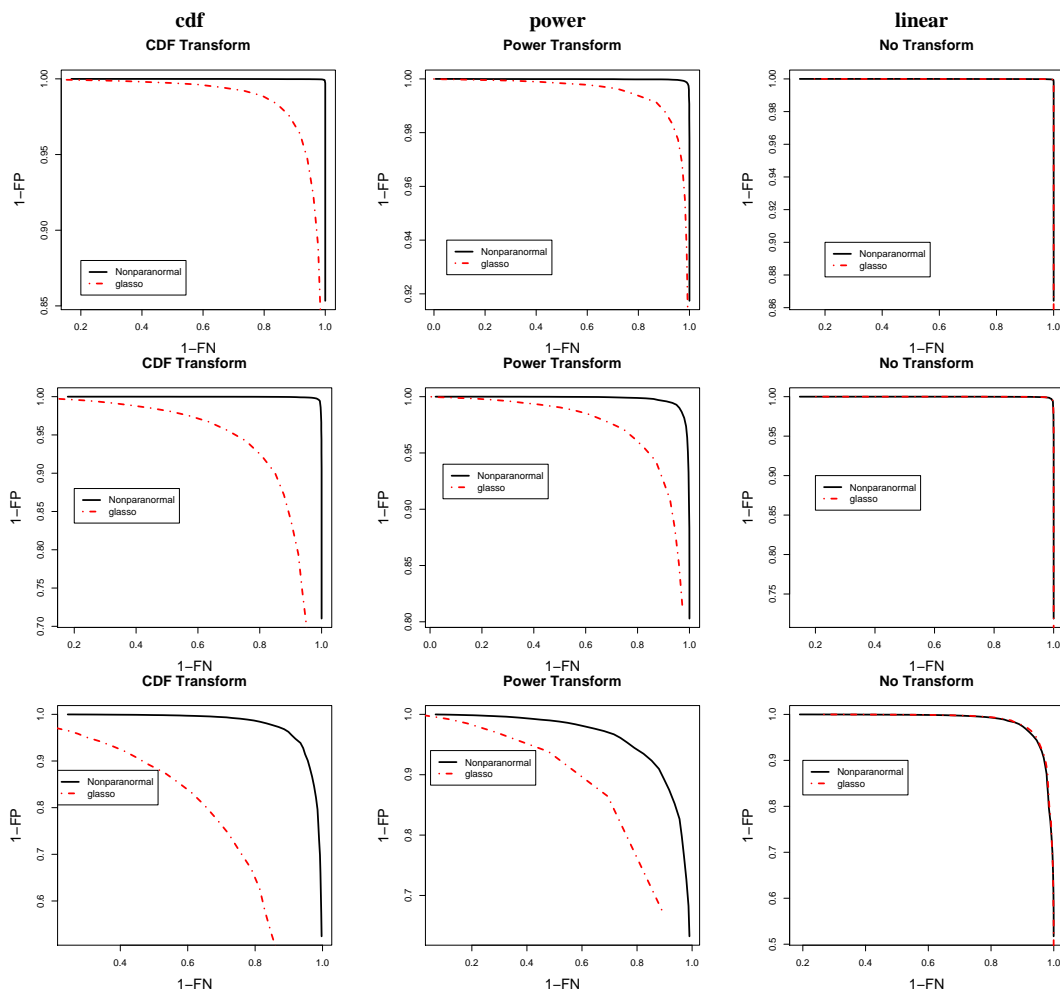 cdf power linear
CDF Transform Power Transform No Transform
1−FP
0.85 0.90 0.95 1.00
Nonparanormal
glasso
0.2 0.4 0.6 0.8 1.0
1−FN
1−FP
0.92 0.94 0.96 0.98 1.00
Nonparanormal
glasso
0.0 0.2 0.4 0.6 0.8 1.0
1−FN
1−FP
0.86 0.88 0.90 0.92 0.94 0.96 0.98 1.00
Nonparanormal
glasso
0.2 0.4 0.6 0.8 1.0
1−FN
CDF Transform Power Transform No Transform
1−FP
0.70 0.75 0.80 0.85 0.90 0.95 1.00
Nonparanormal
glasso
0.2 0.4 0.6 0.8 1.0
1−FN
1−FP
0.80 0.85 0.90 0.95 1.00
Nonparanormal
glasso
0.0 0.2 0.4 0.6 0.8 1.0
1−FN
1−FP
0.75 0.80 0.85 0.90 0.95 1.00
Nonparanormal
glasso
0.2 0.4 0.6 0.8 1.0
1−FN
CDF Transform Power Transform No Transform
1−FP
0.6 0.7 0.8 0.9 1.0
Nonparanormal
glasso
0.4 0.6 0.8 1.0
1−FN
1−FP
0.7 0.8 0.9 1.0
Nonparanormal
glasso
0.2 0.4 0.6 0.8 1.0
1−FN
1−FP
0.5 0.6 0.7 0.8 0.9 1.0
Nonparanormal
glasso
0.2 0.4 0.6 0.8 1.0
1−FN